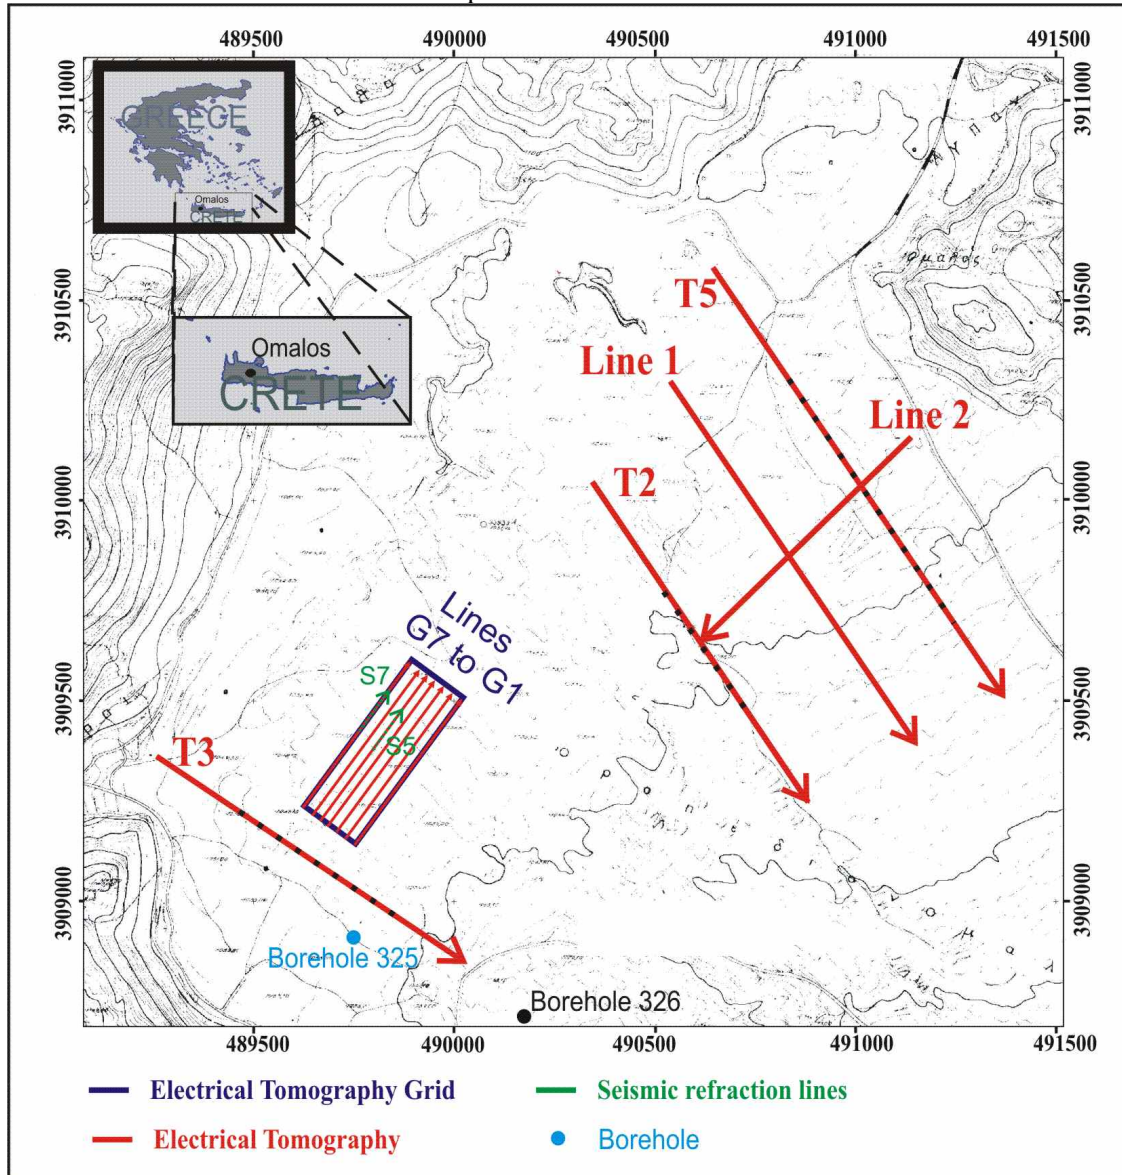 489500 490000 490500 491000 491500
3911000
3911000
GREECE
Omalos
CRETE
Ομαλός
3910500
3910500
T5
Omalos
CRETE
Line 1
Line 2
T2
3910000
3910000
Lines
G7 to G1
S7
S5
3909500
3909500
T3
3909000
3909000
Borehole 325
Borehole 326
489500 490000 490500 491000 491500
Electrical Tomography Grid
Seismic refraction lines
Electrical Tomography
Borehole